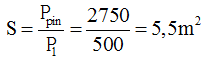 S = P_pin / P_1 = 2750 / 500 = 5,5m²